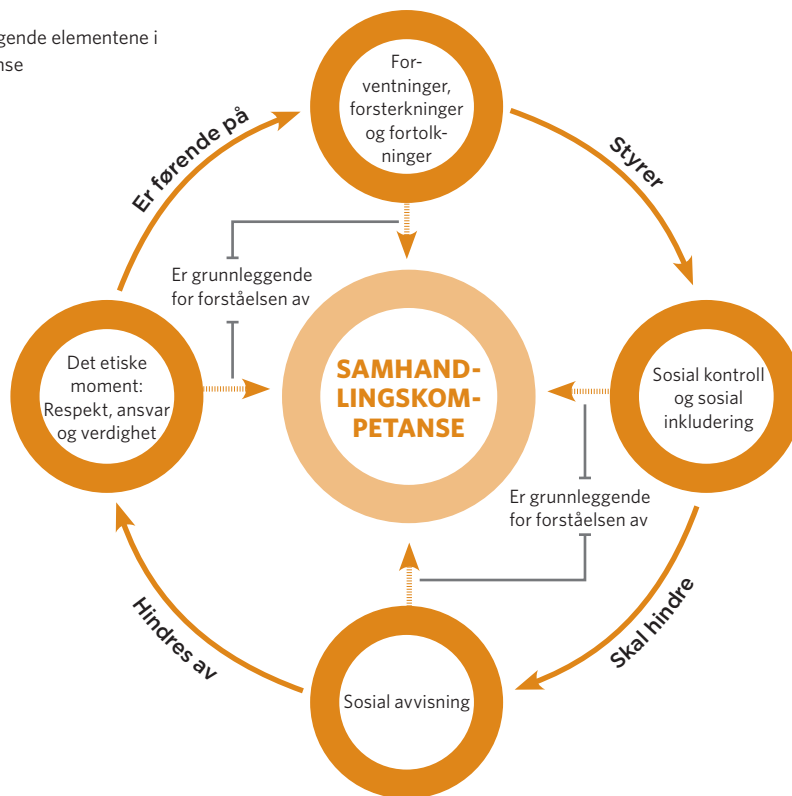 gende elementene i
nse
For-
ventninger,
forsterkninger
og fortolk-
ninger
Er førende på
Styrer
Er grunnleggende
for forståelsen av
Det etiske
moment:
Respekt, ansvar
og verdighet
SAMHAND-
LINGSKOM-
PETANSE
Sosial kontroll
og sosial
inkludering
Er grunnleggende
for forståelsen av
Hindres av
Skal hindre
Sosial avvisning